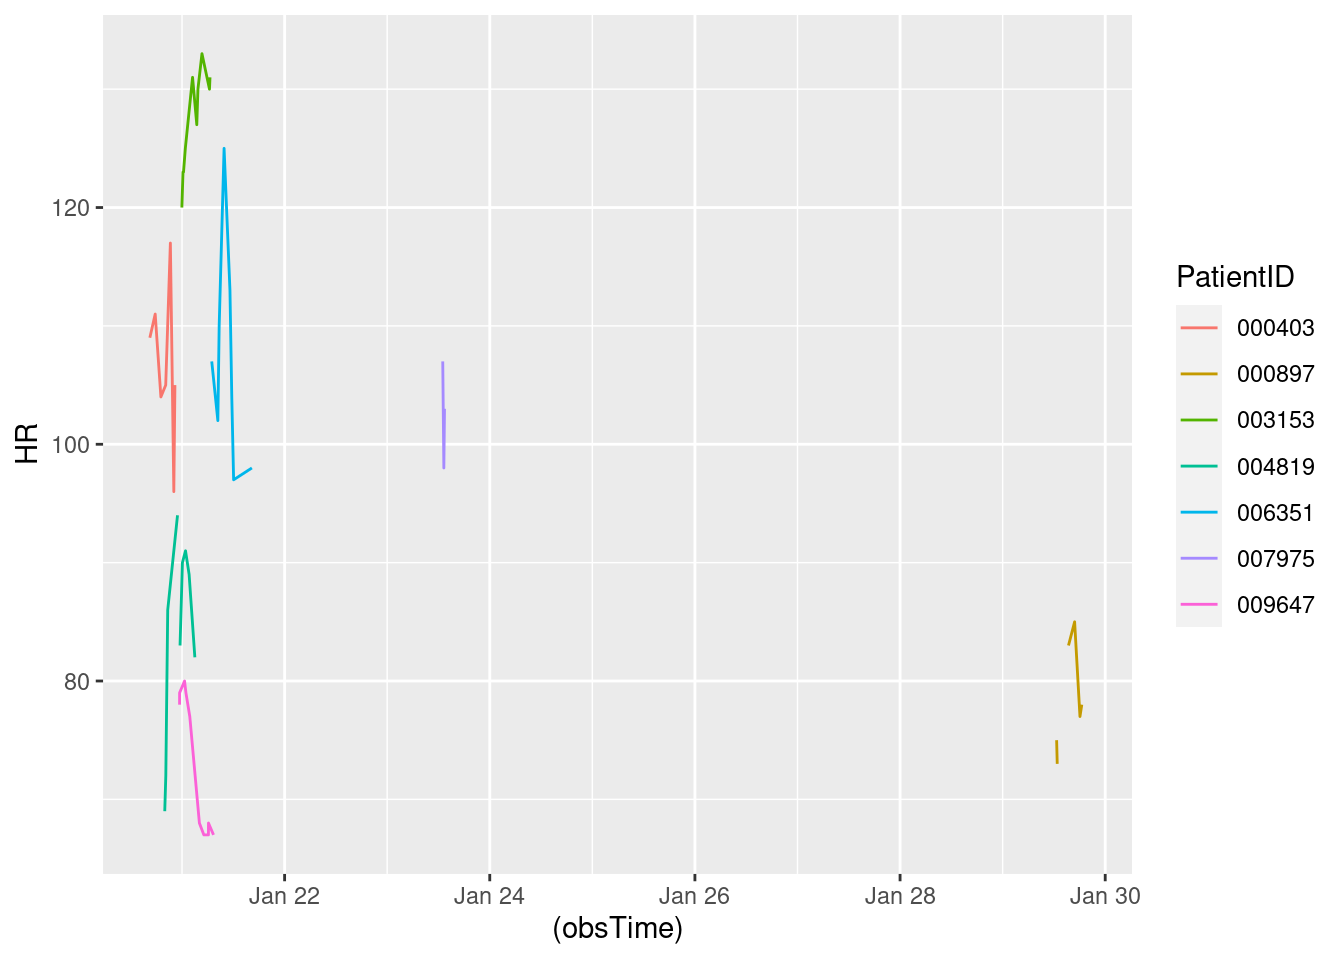 HR
120
100
80
Jan 22
Jan 24
Jan 26
Jan 28
Jan 30
(obsTime)
PatientID
000403
000897
003153
004819
006351
007975
009647